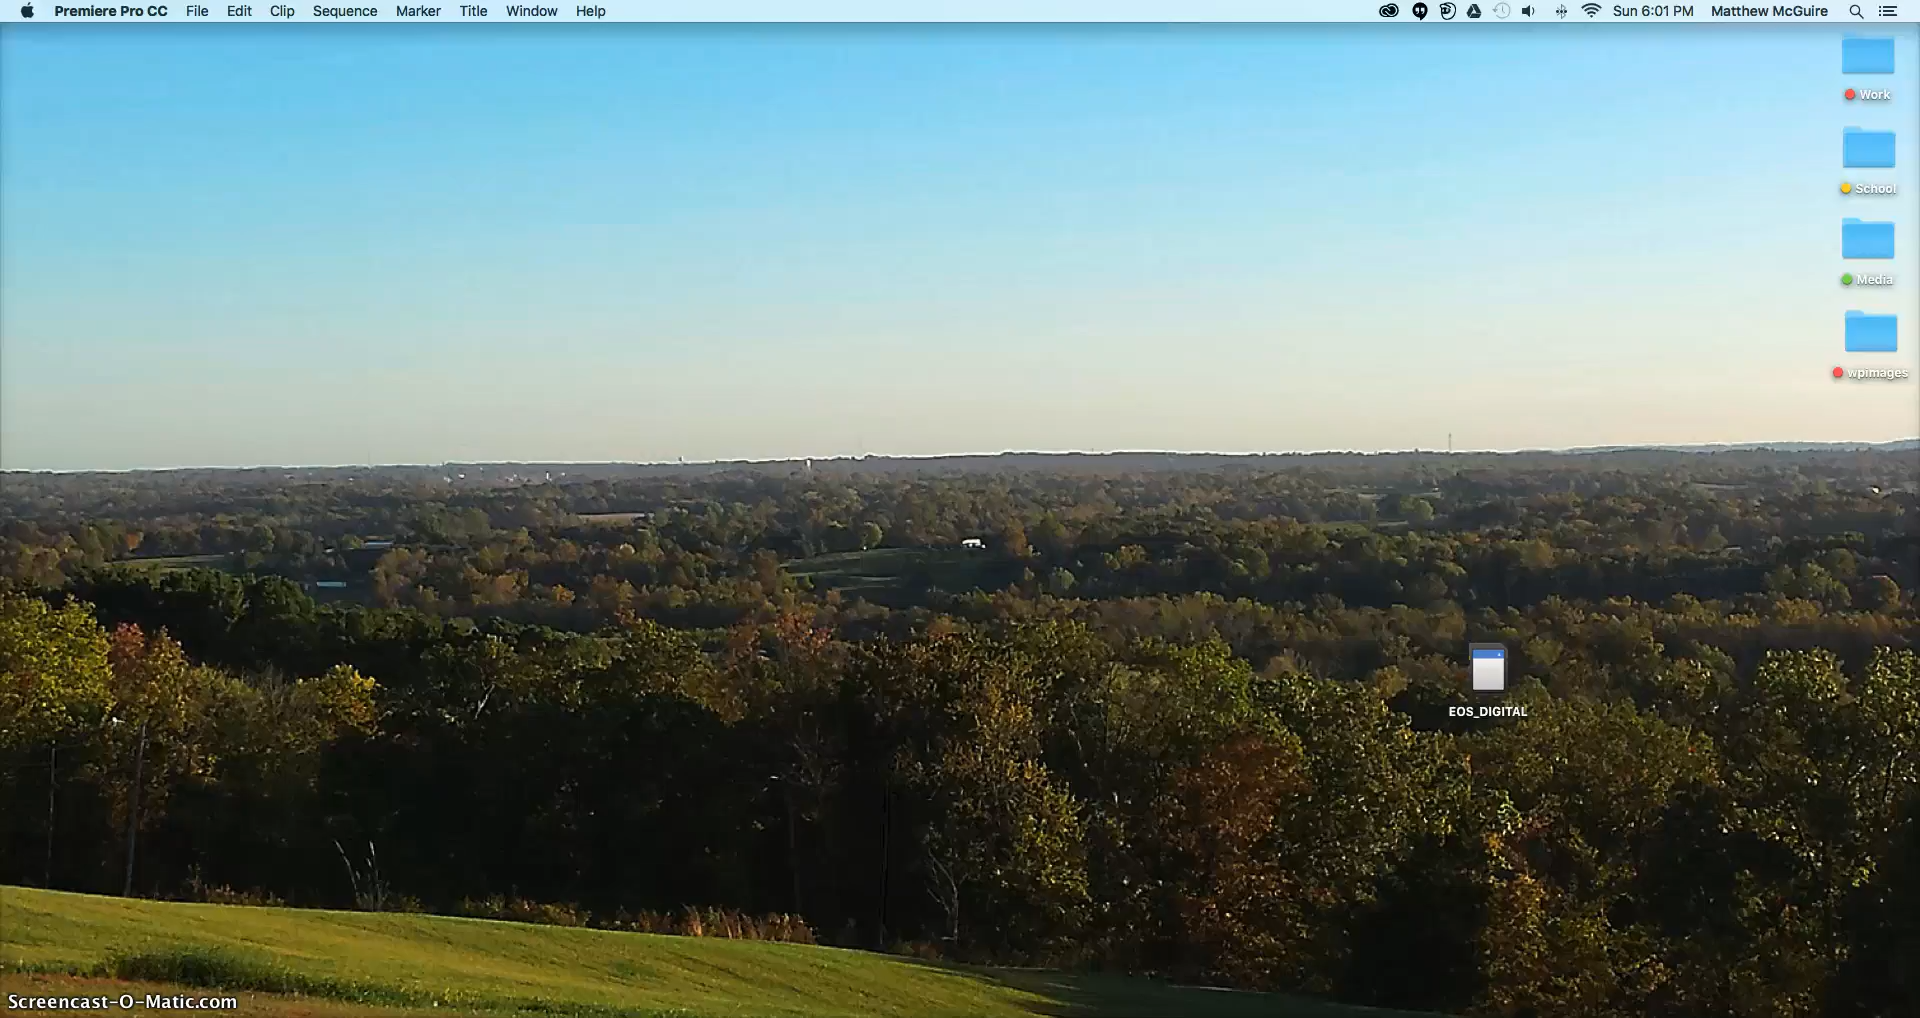 Premiere Pro CC File Edit Clip Sequence Marker Title Window Help Sun 6:01 PM Matthew McGuire
Work
School
Media
wpimages
EOS_DIGITAL
Screencast-O-Matic.com